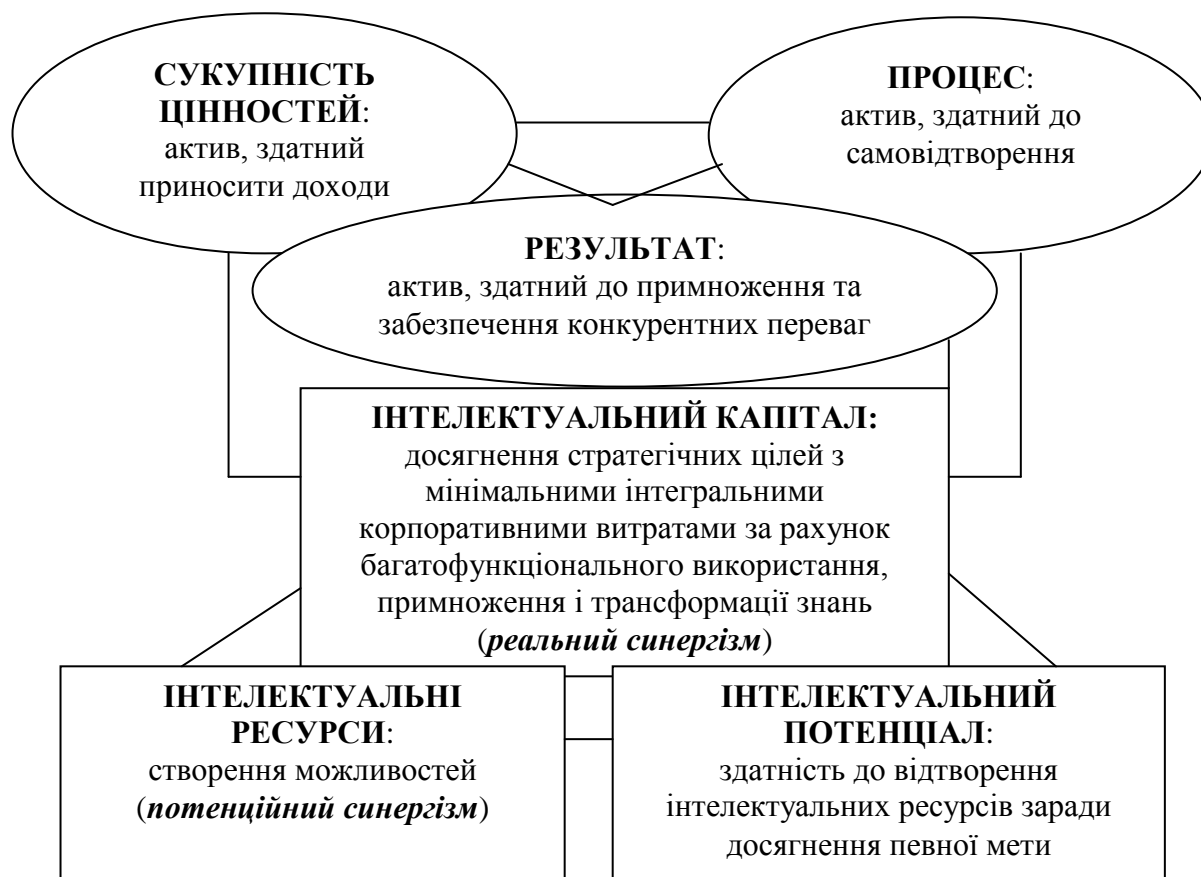 СУКУПНІСТЬ
ЦІННОСТЕЙ:
актив, здатний
приносити доходи
ПРОЦЕС:
актив, здатний до
самовідтворення
РЕЗУЛЬТАТ:
актив, здатний до примноження та
забезпечення конкурентних переваг
ІНТЕЛЕКТУАЛЬНИЙ КАПІТАЛ:
досягнення стратегічних цілей з
мінімальними інтегральними
корпоративними витратами за рахунок
багатофункціонального використання,
примноження і трансформації знань
(реальний синергізм)
ІНТЕЛЕКТУАЛЬНІ
РЕСУРСИ:
створення можливостей
(потенційний синергізм)
ІНТЕЛЕКТУАЛЬНИЙ
ПОТЕНЦІАЛ:
здатність до відтворення
інтелектуальних ресурсів заради
досягнення певної мети